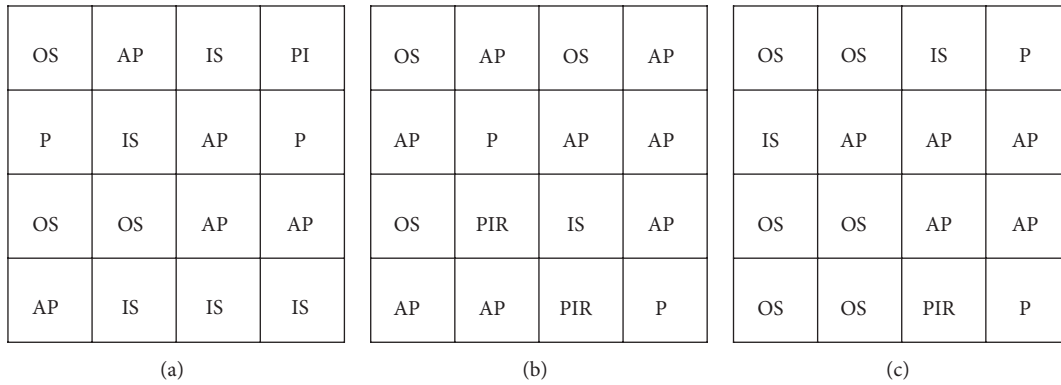 OS AP IS PI OS AP OS AP OS OS IS P
P IS AP P AP P AP AP IS AP AP AP
OS OS AP AP OS PIR IS AP OS OS AP AP
AP IS IS IS AP AP PIR P OS OS PIR P
(a) (b) (c)